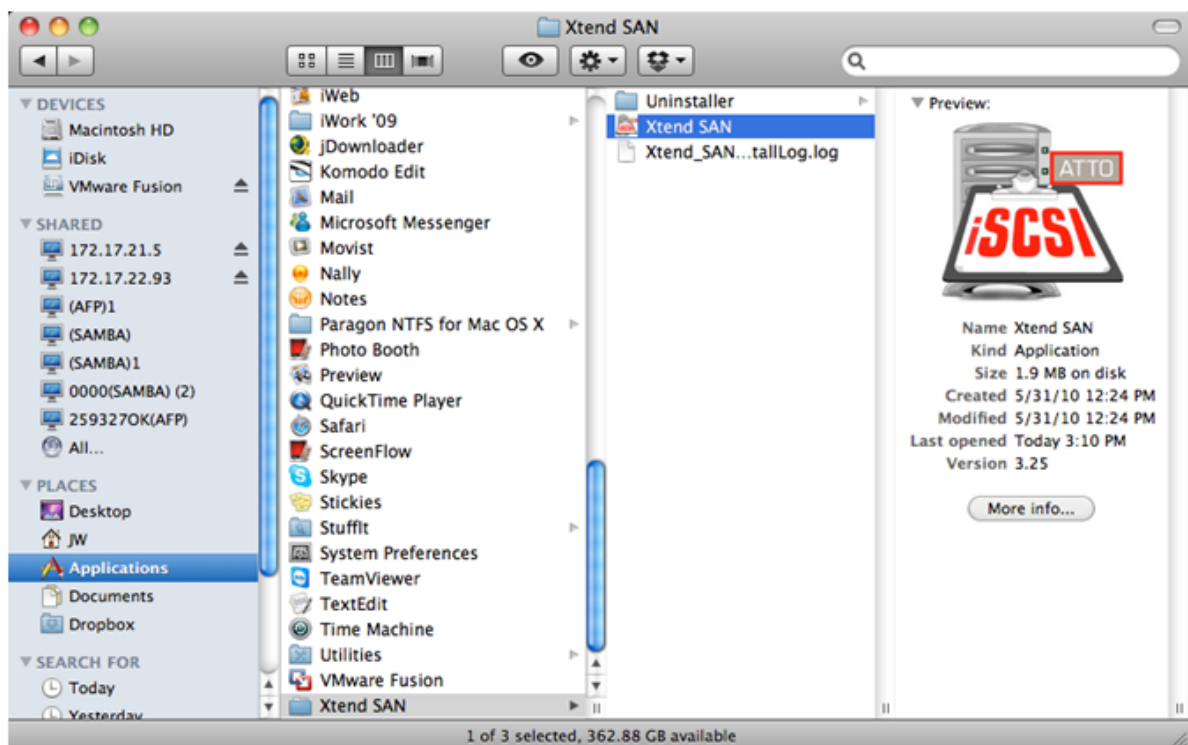 Xtend SAN
DEVICES
Macintosh HD
iDisk
VMware Fusion
SHARED
172.17.21.5
172.17.22.93
(AFP)1
(SAMBA)
(SAMBA)1
0000(SAMBA) (2)
259327OK(AFP)
All...
PLACES
Desktop
JW
Applications
Documents
Dropbox
SEARCH FOR
Today
Yesterday
iWeb
iWork '09
jDownloader
Komodo Edit
Mail
Microsoft Messenger
Movist
Nally
Notes
Paragon NTFS for Mac OS X
Photo Booth
Preview
QuickTime Player
Safari
ScreenFlow
Skype
Stickies
StuffIt
System Preferences
TeamViewer
TextEdit
Time Machine
Utilities
VMware Fusion
Xtend SAN
Uninstaller
Xtend SAN
Xtend_SAN...tallLog.log
Preview:
ATTO
iSCSI
Name Xtend SAN
Kind Application
Size 1.9 MB on disk
Created 5/31/10 12:24 PM
Modified 5/31/10 12:24 PM
Last opened Today 3:10 PM
Version 3.25
More info...
1 of 3 selected, 362.88 GB available